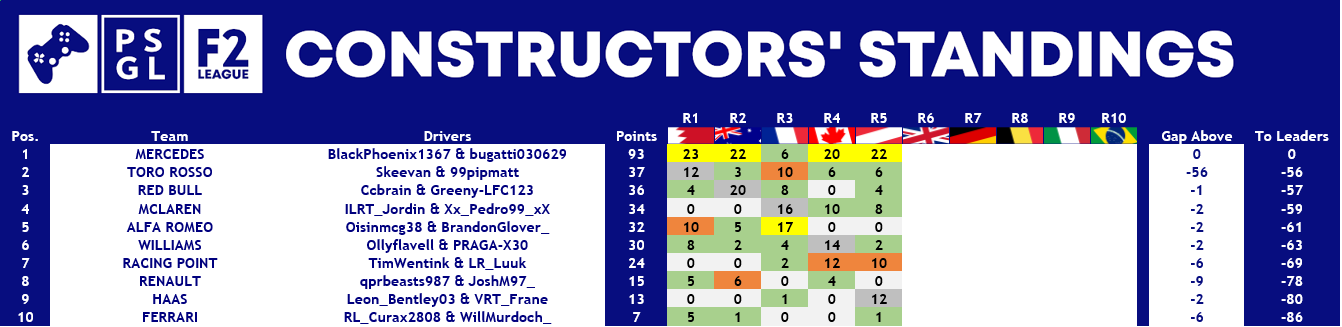 PS
GL
F2
LEAGUE
CONSTRUCTORS' STANDINGS
R1 R2 R3 R4 R5 R6 R7 R8 R9 R10
Pos. Team Drivers Points Gap Above To Leaders
1 MERCEDES BlackPhoenix1367 & bugatti030629 93 23 22 6 20 22 0 0
2 TORO ROSSO Skeevan & 99pipmatt 37 12 3 10 6 6 -56 -56
3 RED BULL Ccbrain & Greeny-LFC123 36 4 20 8 0 4 -1 -57
4 MCLAREN ILRT_Jordin & Xx_Pedro99_xX 34 0 0 16 10 8 -2 -59
5 ALFA ROMEO Oisinmcg38 & BrandonGlover_ 32 10 5 17 0 0 -2 -61
6 WILLIAMS Ollyflavell & PRAGA-X30 30 8 2 4 14 2 -2 -63
7 RACING POINT TimWentink & LR_Luuk 24 0 0 2 12 10 -6 -69
8 RENAULT qprbeasts987 & JoshM97_ 15 5 6 0 4 0 -9 -78
9 HAAS Leon_Bentley03 & VRT_Frane 13 0 0 1 0 12 -2 -80
10 FERRARI RL_Curax2808 & WillMurdoch_ 7 5 1 0 0 1 -6 -86